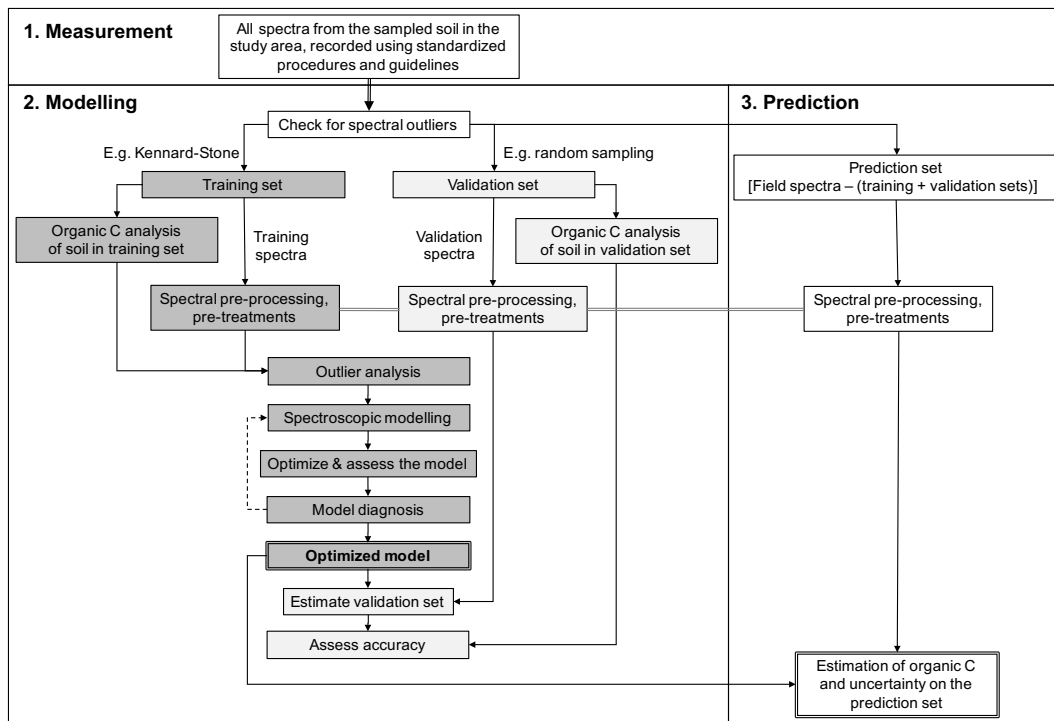 1. Measurement
All spectra from the sampled soil in the
study area, recorded using standardized
procedures and guidelines
2. Modelling
3. Prediction
Check for spectral outliers
E.g. Kennard-Stone
E.g. random sampling
Training set
Validation set
Prediction set
[Field spectra – (training + validation sets)]
Organic C analysis
of soil in training set
Training
spectra
Validation
spectra
Organic C analysis
of soil in validation set
Spectral pre-processing,
pre-treatments
Spectral pre-processing,
pre-treatments
Spectral pre-processing,
pre-treatments
Outlier analysis
Spectroscopic modelling
Optimize & assess the model
Model diagnosis
Optimized model
Estimate validation set
Assess accuracy
Estimation of organic C
and uncertainty on the
prediction set